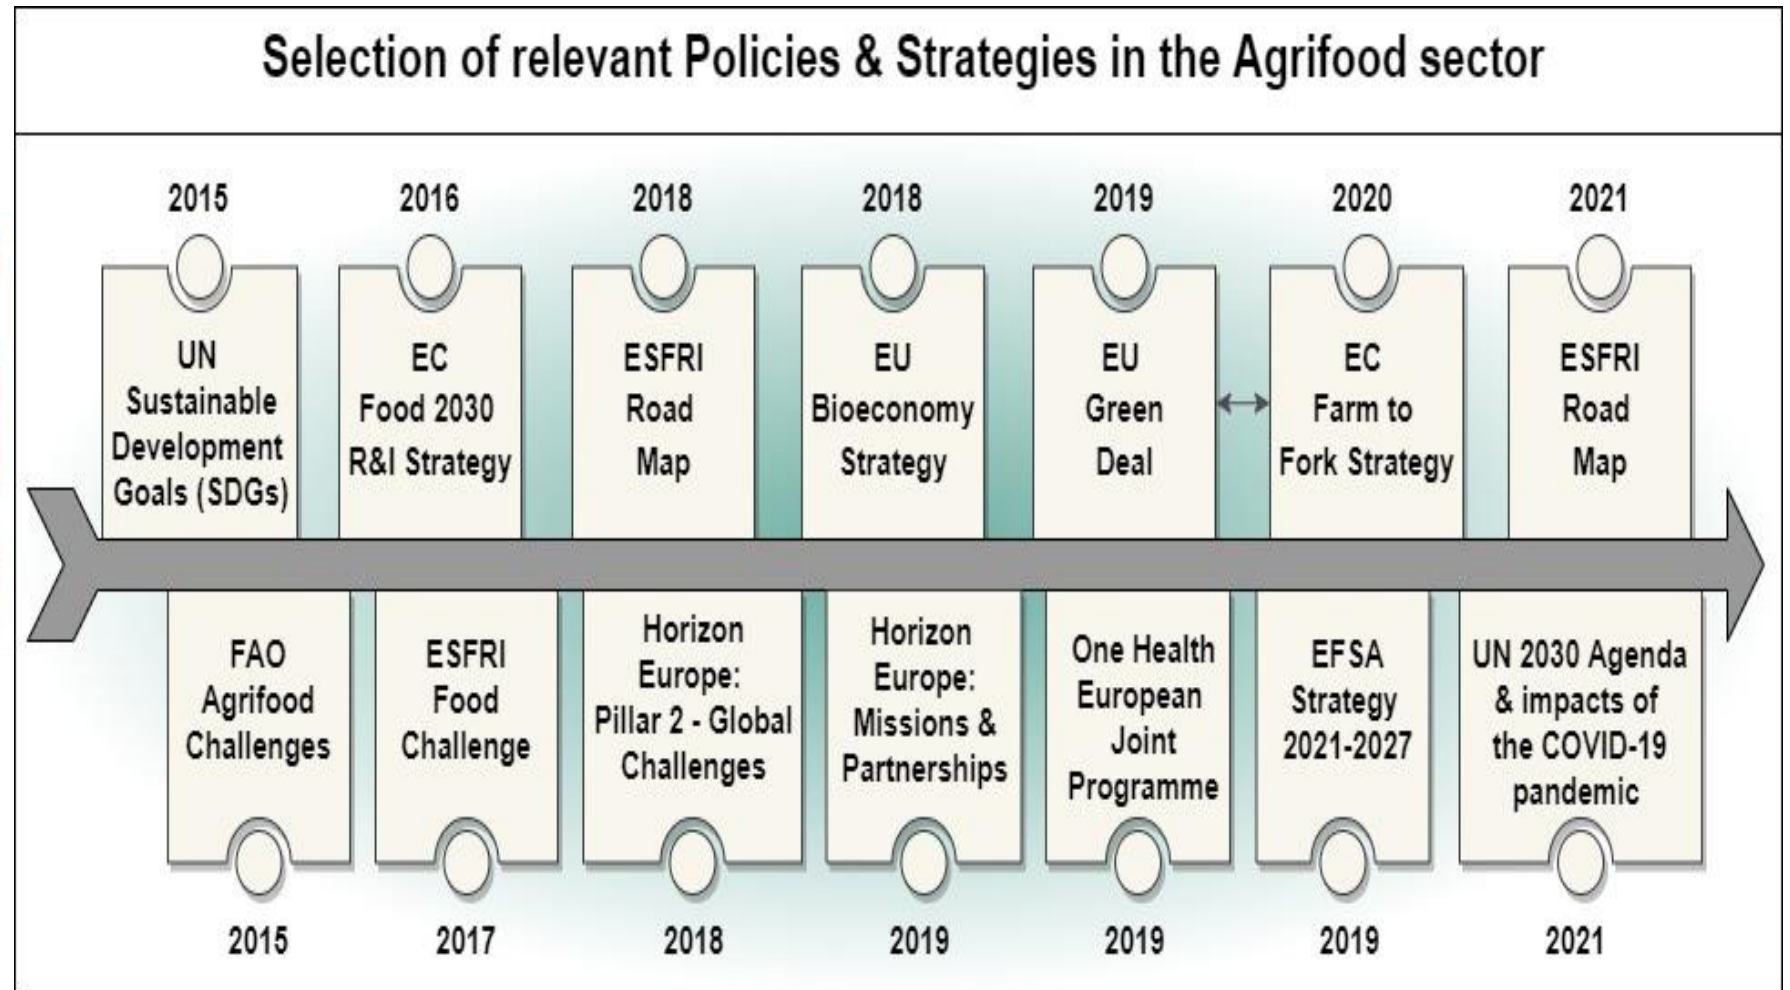 Selection of relevant Policies & Strategies in the Agrifood sector
2015
UN
Sustainable
Development
Goals (SDGs)
2016
EC
Food 2030
R&I Strategy
2018
ESFRI
Road
Map
2018
EU
Bioeconomy
Strategy
2019
EU
Green
Deal
2020
EC
Farm to
Fork Strategy
2021
ESFRI
Road
Map
FAO
Agrifood
Challenges
2015
ESFRI
Food
Challenge
2017
Horizon
Europe:
Pillar 2 - Global
Challenges
2018
Horizon
Europe:
Missions &
Partnerships
2019
One Health
European
Joint
Programme
2019
EFSA
Strategy
2021-2027
2019
UN 2030 Agenda
& impacts of
the COVID-19
pandemic
2021